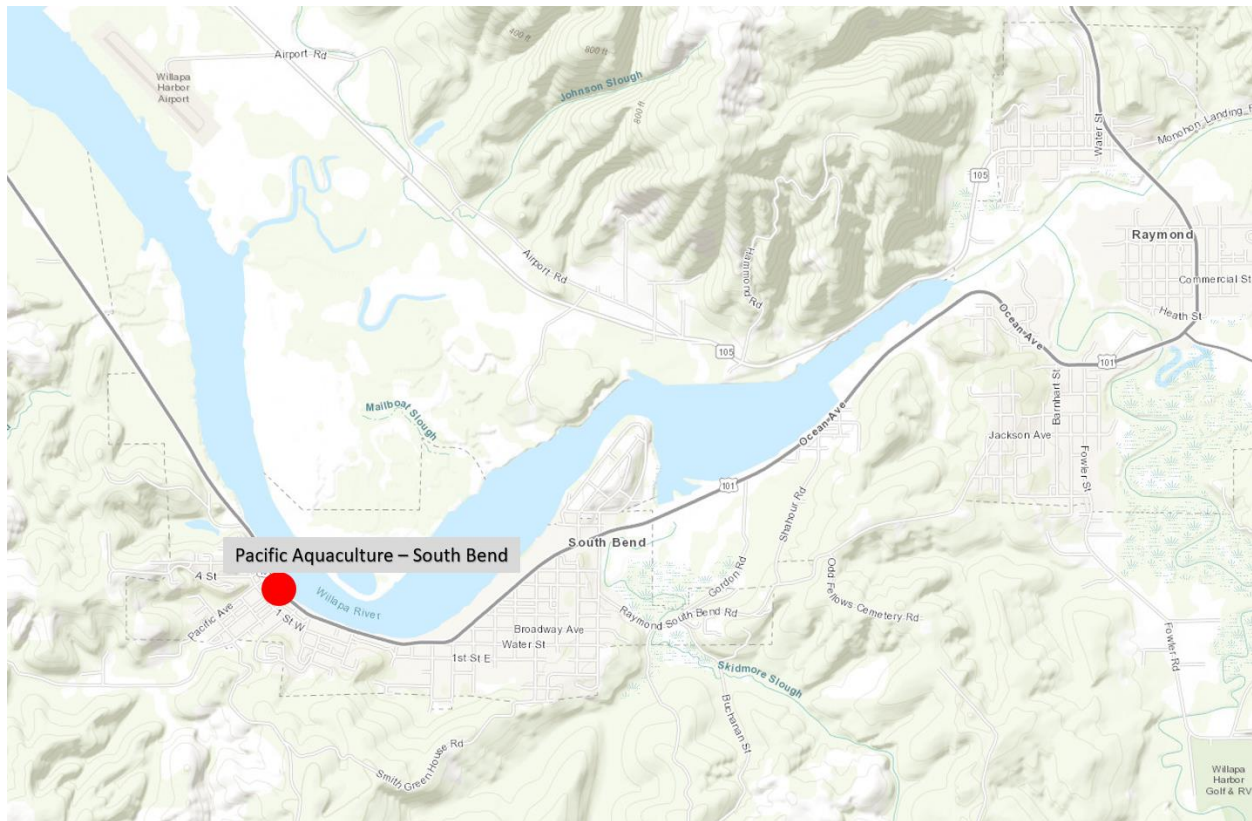 400 ft
800 ft
Airport Rd
Willapa
Harbor
Airport
Johnson Slough
800 ft
Water St
Monohon Landing
105
Raymond
Airport Rd
Hammond Rd
Commercial St
Heath St
Ocean Ave
105
101
Mailboat Slough
Barnhart St
Ocean Ave
Jackson Ave
Fowler St
101
Shahour Rd
South Bend
Pacific Aquaculture – South Bend
A St
Willapa River
Gordon Rd
Odd Fellows Cemetery Rd
Pacific Ave
1 St W
Raymond South Bend Rd
Broadway Ave
Water St
1st St E
Fowler Rd
Skidmore Slough
Buchanan St
Smith Green House Rd
Willapa
Harbor
Golf & RV